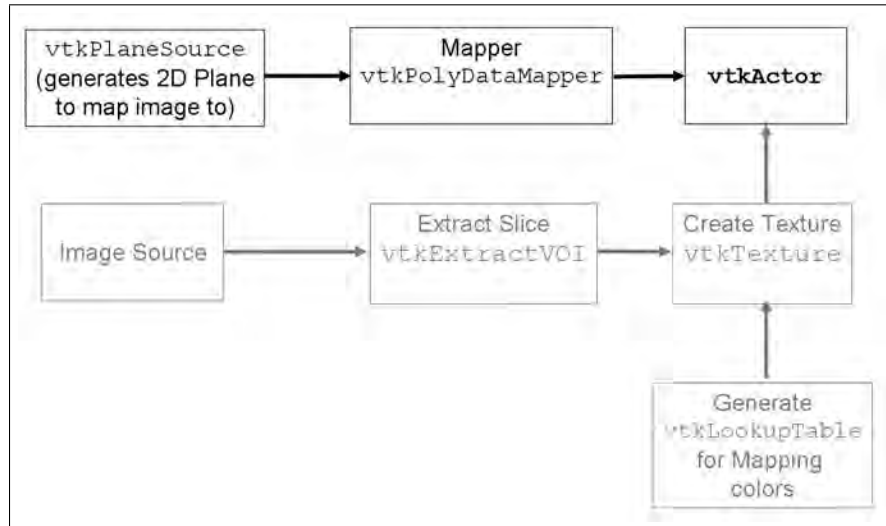 vtkPlaneSource
(generates 2D Plane
to map image to)
Mapper
vtkPolyDataMapper
vtkActor
Image Source
Extract Slice
vtkExtractVOI
Create Texture
vtkTexture
Generate
vtkLookupTable
for Mapping
colors